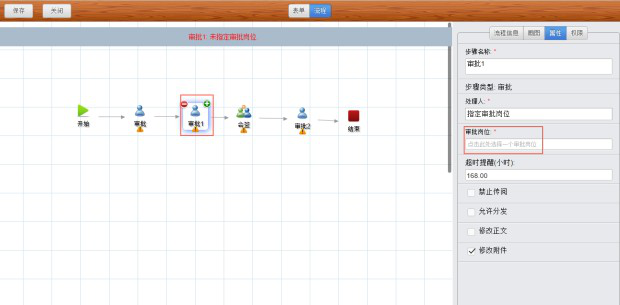 保存
关闭
表单
流程
审批1: 未指定审批岗位
开始
审批
审批1
会签
审批2
结束
流程信息
画图
属性
权限
步骤名称: *
审批1
步骤类型: 审批
处理人: *
指定审批岗位
审批岗位: *
点击此处选择一个审批岗位
超时提醒(小时):
168.00
禁止传阅
允许分发
修改正文
修改附件